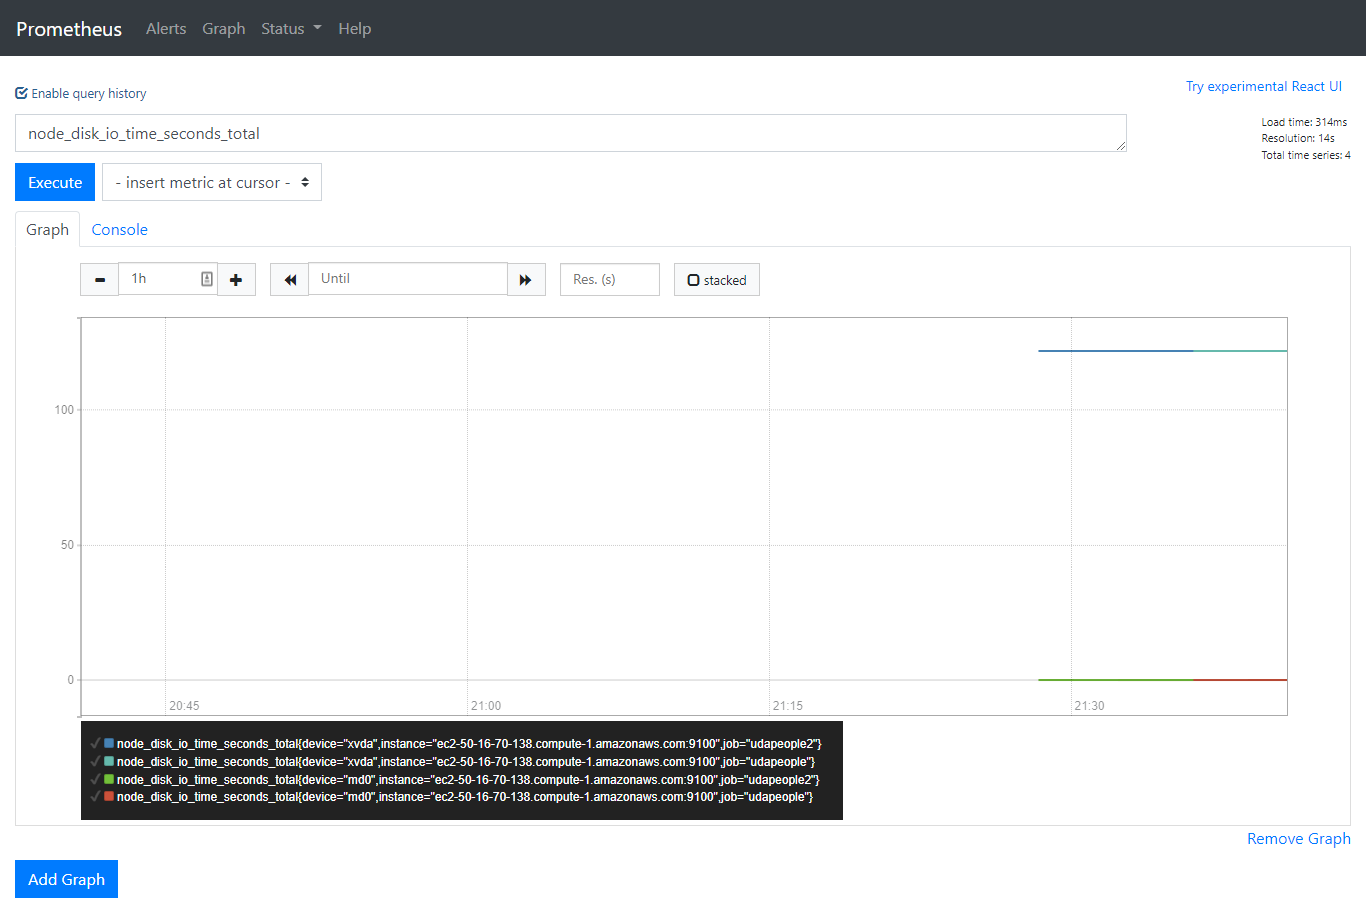 Prometheus Alerts Graph Status Help
Enable query history
Try experimental React UI
node_disk_io_time_seconds_total
Load time: 314ms
Resolution: 14s
Total time series: 4
Execute - insert metric at cursor -
Graph Console
1h Until Res. (s) stacked
100
50
0
20:45 21:00 21:15 21:30
node_disk_io_time_seconds_total{device="xvda",instance="ec2-50-16-70-138.compute-1.amazonaws.com:9100",job="udapeople2"}
node_disk_io_time_seconds_total{device="xvda",instance="ec2-50-16-70-138.compute-1.amazonaws.com:9100",job="udapeople"}
node_disk_io_time_seconds_total{device="md0",instance="ec2-50-16-70-138.compute-1.amazonaws.com:9100",job="udapeople2"}
node_disk_io_time_seconds_total{device="md0",instance="ec2-50-16-70-138.compute-1.amazonaws.com:9100",job="udapeople"}
Remove Graph
Add Graph